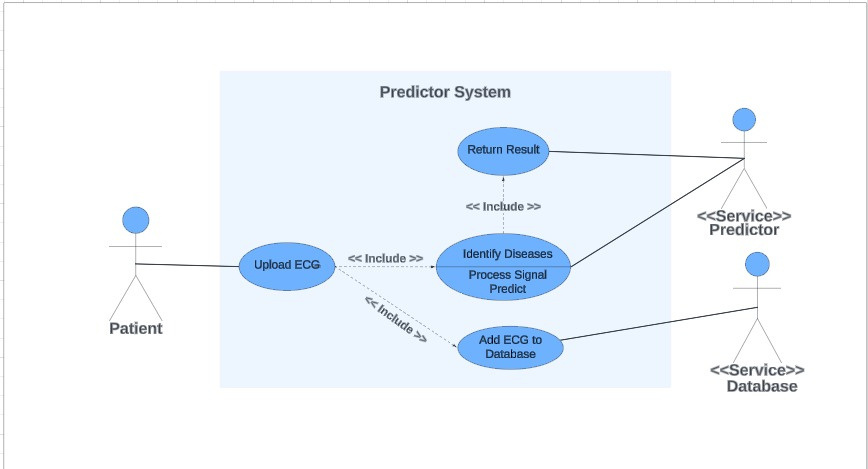 Predictor System
Return Result
<< Include >>
<<Service>>
Predictor
Identify Diseases
Process Signal
Predict
<< Include >>
Upload ECG
Patient
<< Include >>
Add ECG to
Database
<<Service>>
Database